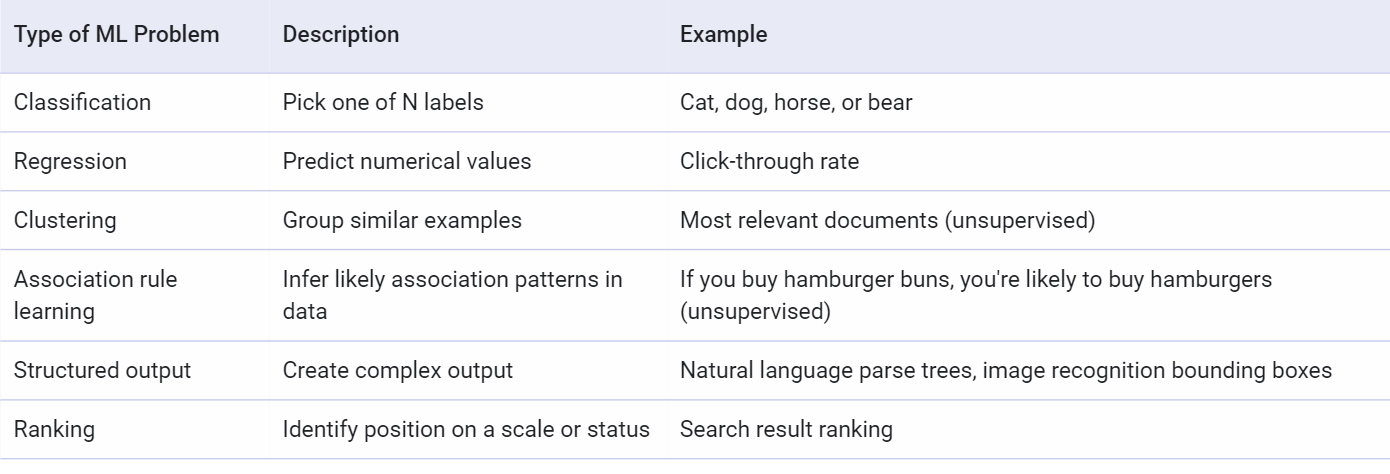 Type of ML Problem Description Example
Classification Pick one of N labels Cat, dog, horse, or bear
Regression Predict numerical values Click-through rate
Clustering Group similar examples Most relevant documents (unsupervised)
Association rule Infer likely association patterns in If you buy hamburger buns, you're likely to buy hamburgers
learning data (unsupervised)
Structured output Create complex output Natural language parse trees, image recognition bounding boxes
Ranking Identify position on a scale or status Search result ranking